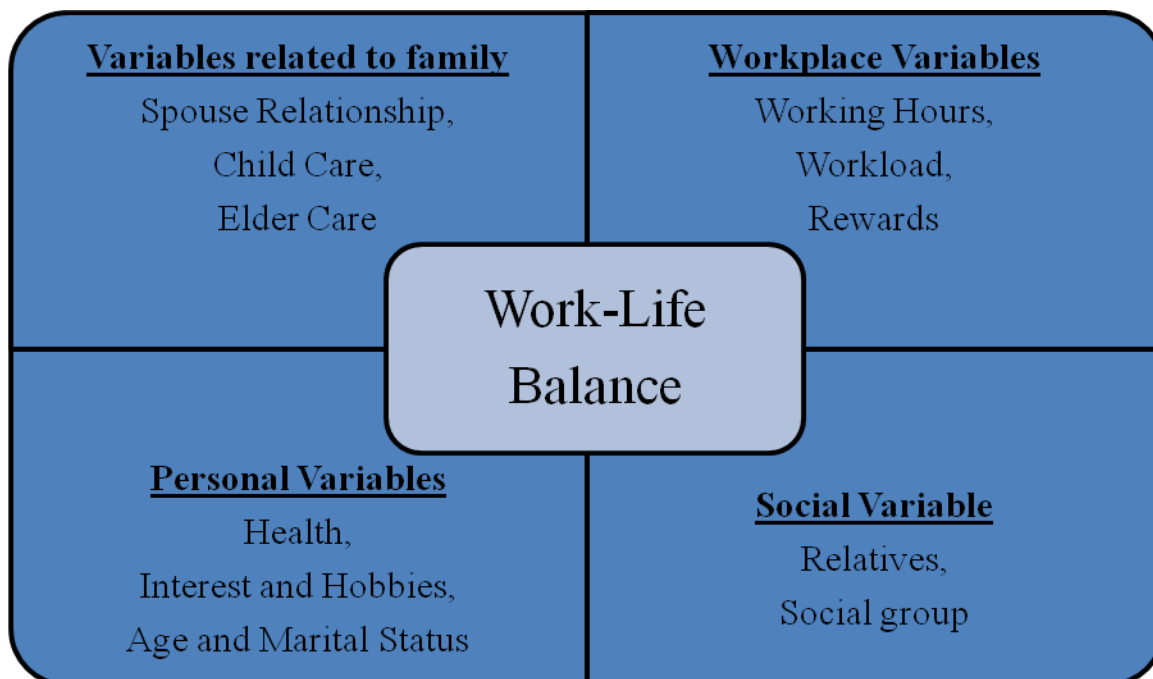 Variables related to family
Spouse Relationship,
Child Care,
Elder Care
Workplace Variables
Working Hours,
Workload,
Rewards
Work-Life
Balance
Personal Variables
Health,
Interest and Hobbies,
Age and Marital Status
Social Variable
Relatives,
Social group